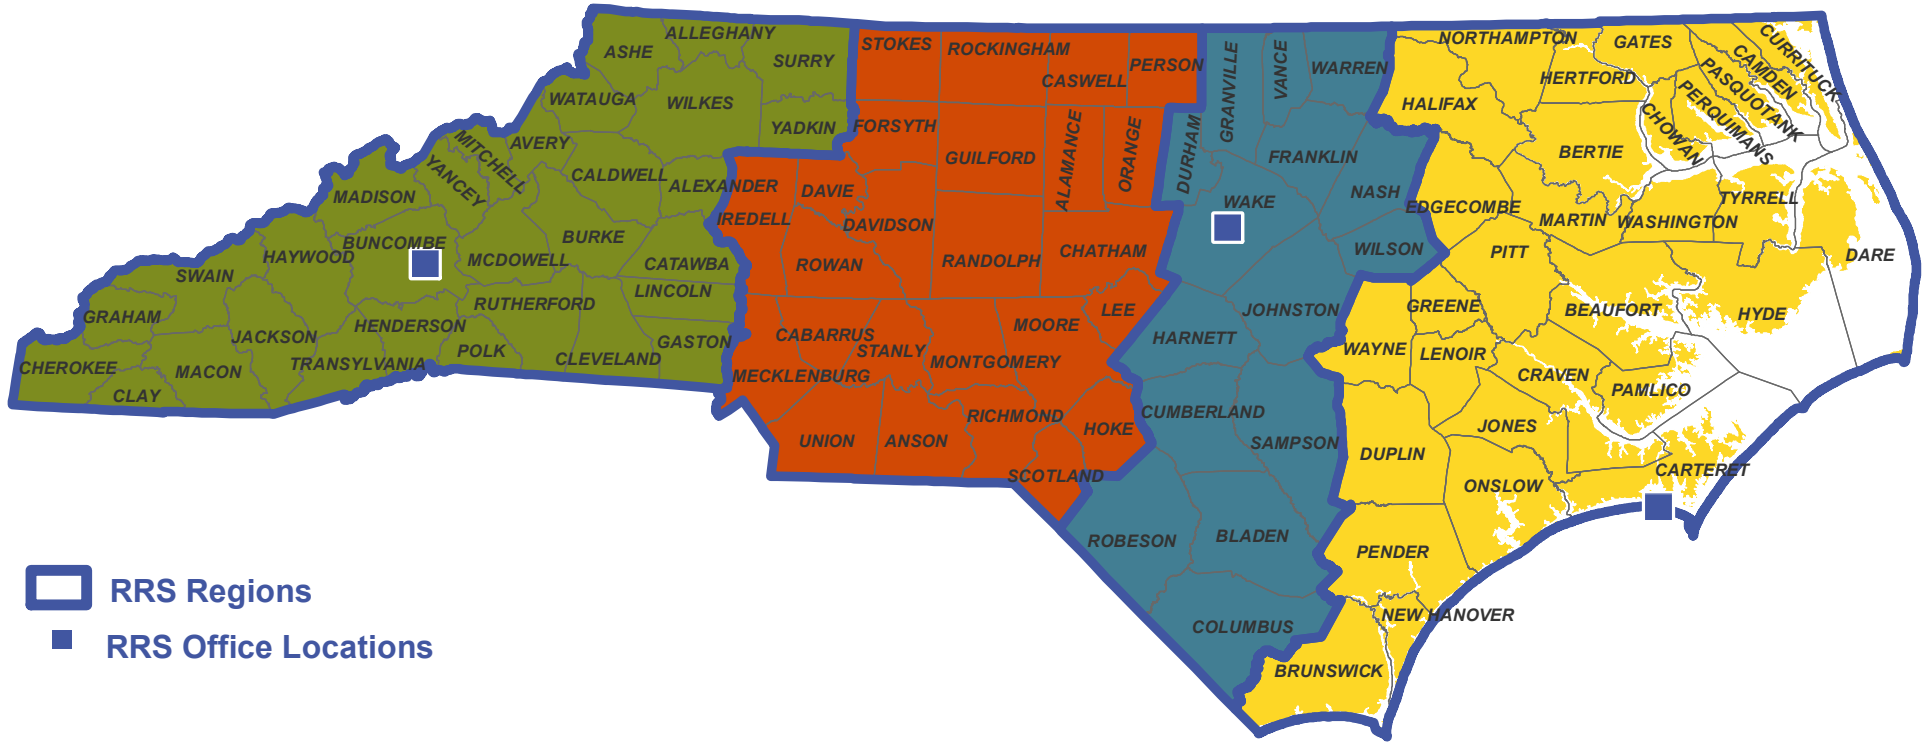 ALLEGHANY
ASHE
SURRY
WATAUGA
WILKES
YADKIN
AVERY
MITCHELL
YANCEY
CALDWELL
ALEXANDER
MADISON
BURKE
BUNCOMBE
HAYWOOD
MCDOWELL
CATAWBA
SWAIN
LINCOLN
RUTHERFORD
GRAHAM
JACKSON
HENDERSON
GASTON
POLK
CLEVELAND
TRANSYLVANIA
CHEROKEE
MACON
CLAY
STOKES
ROCKINGHAM
CASWELL
PERSON
FORSYTH
GUILFORD
ALAMANCE
ORANGE
DAVIE
IREDELL
DAVIDSON
ROWAN
RANDOLPH
CHATHAM
CABARRUS
STANLY
MOORE
LEE
MONTGOMERY
MECKLENBURG
UNION
ANSON
RICHMOND
HOKE
SCOTLAND
GRANVILLE
VANCE
WARREN
DURHAM
FRANKLIN
WAKE
NASH
WILSON
JOHNSTON
HARNETT
CUMBERLAND
SAMPSON
ROBESON
BLADEN
COLUMBUS
NORTHAMPTON
GATES
CURRITUCK
CAMDEN
PASQUOTANK
PERQUIMANS
CHOWAN
HERTFORD
HALIFAX
BERTIE
EDGECOMBE
MARTIN
WASHINGTON
TYRRELL
DARE
PITT
GREENE
BEAUFORT
HYDE
WAYNE
LENOIR
CRAVEN
PAMLICO
JONES
DUPLIN
ONSLOW
CARTERET
PENDER
NEW HANOVER
BRUNSWICK
RRS Regions
RRS Office Locations